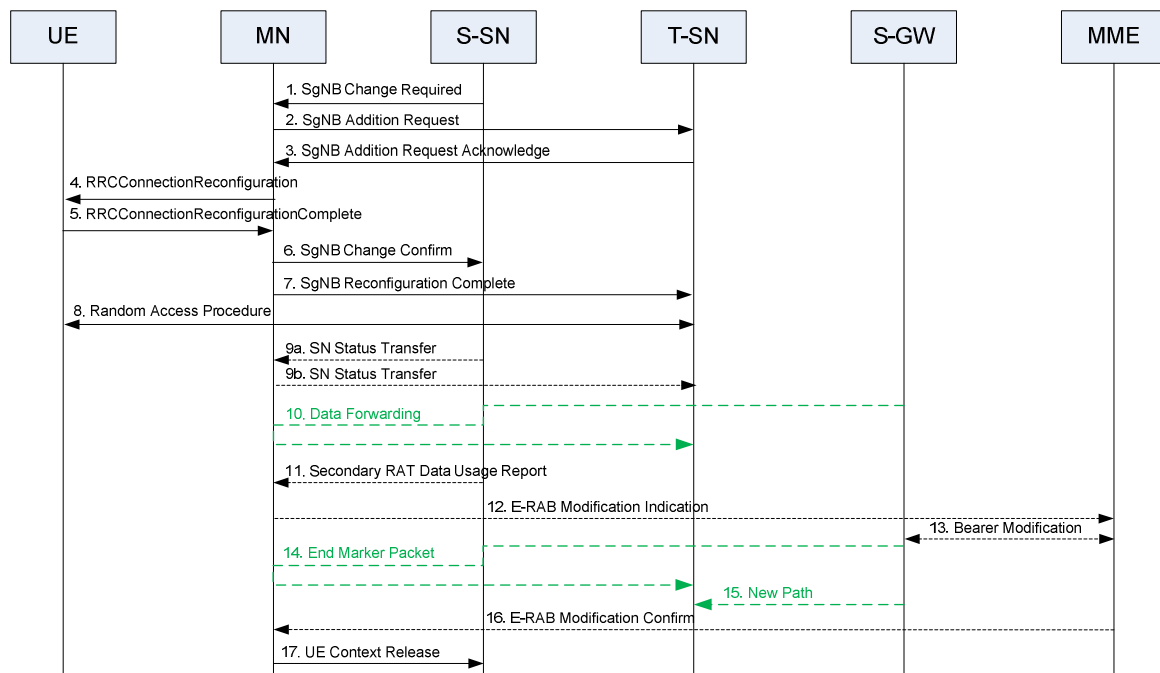 UE
MN
S-SN
T-SN
S-GW
MME
1. SgNB Change Required
2. SgNB Addition Request
3. SgNB Addition Request Acknowledge
4. RRCConnectionReconfiguration
5. RRCConnectionReconfigurationComplete
6. SgNB Change Confirm
7. SgNB Reconfiguration Complete
8. Random Access Procedure
9a. SN Status Transfer
9b. SN Status Transfer
10. Data Forwarding
11. Secondary RAT Data Usage Report
12. E-RAB Modification Indication
13. Bearer Modification
14. End Marker Packet
15. New Path
16. E-RAB Modification Confirm
17. UE Context Release